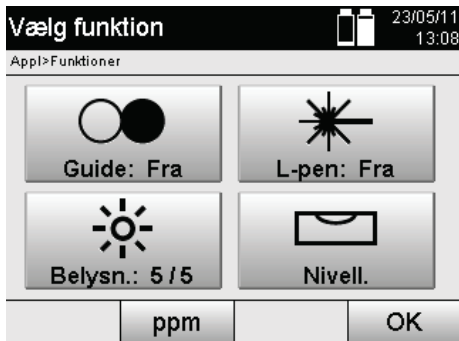 Vælg funktion
23/05/11
13:08
Appl>Funktioner
Guide: Fra
L-pen: Fra
Belysn.: 5/5
Nivell.
ppm
OK